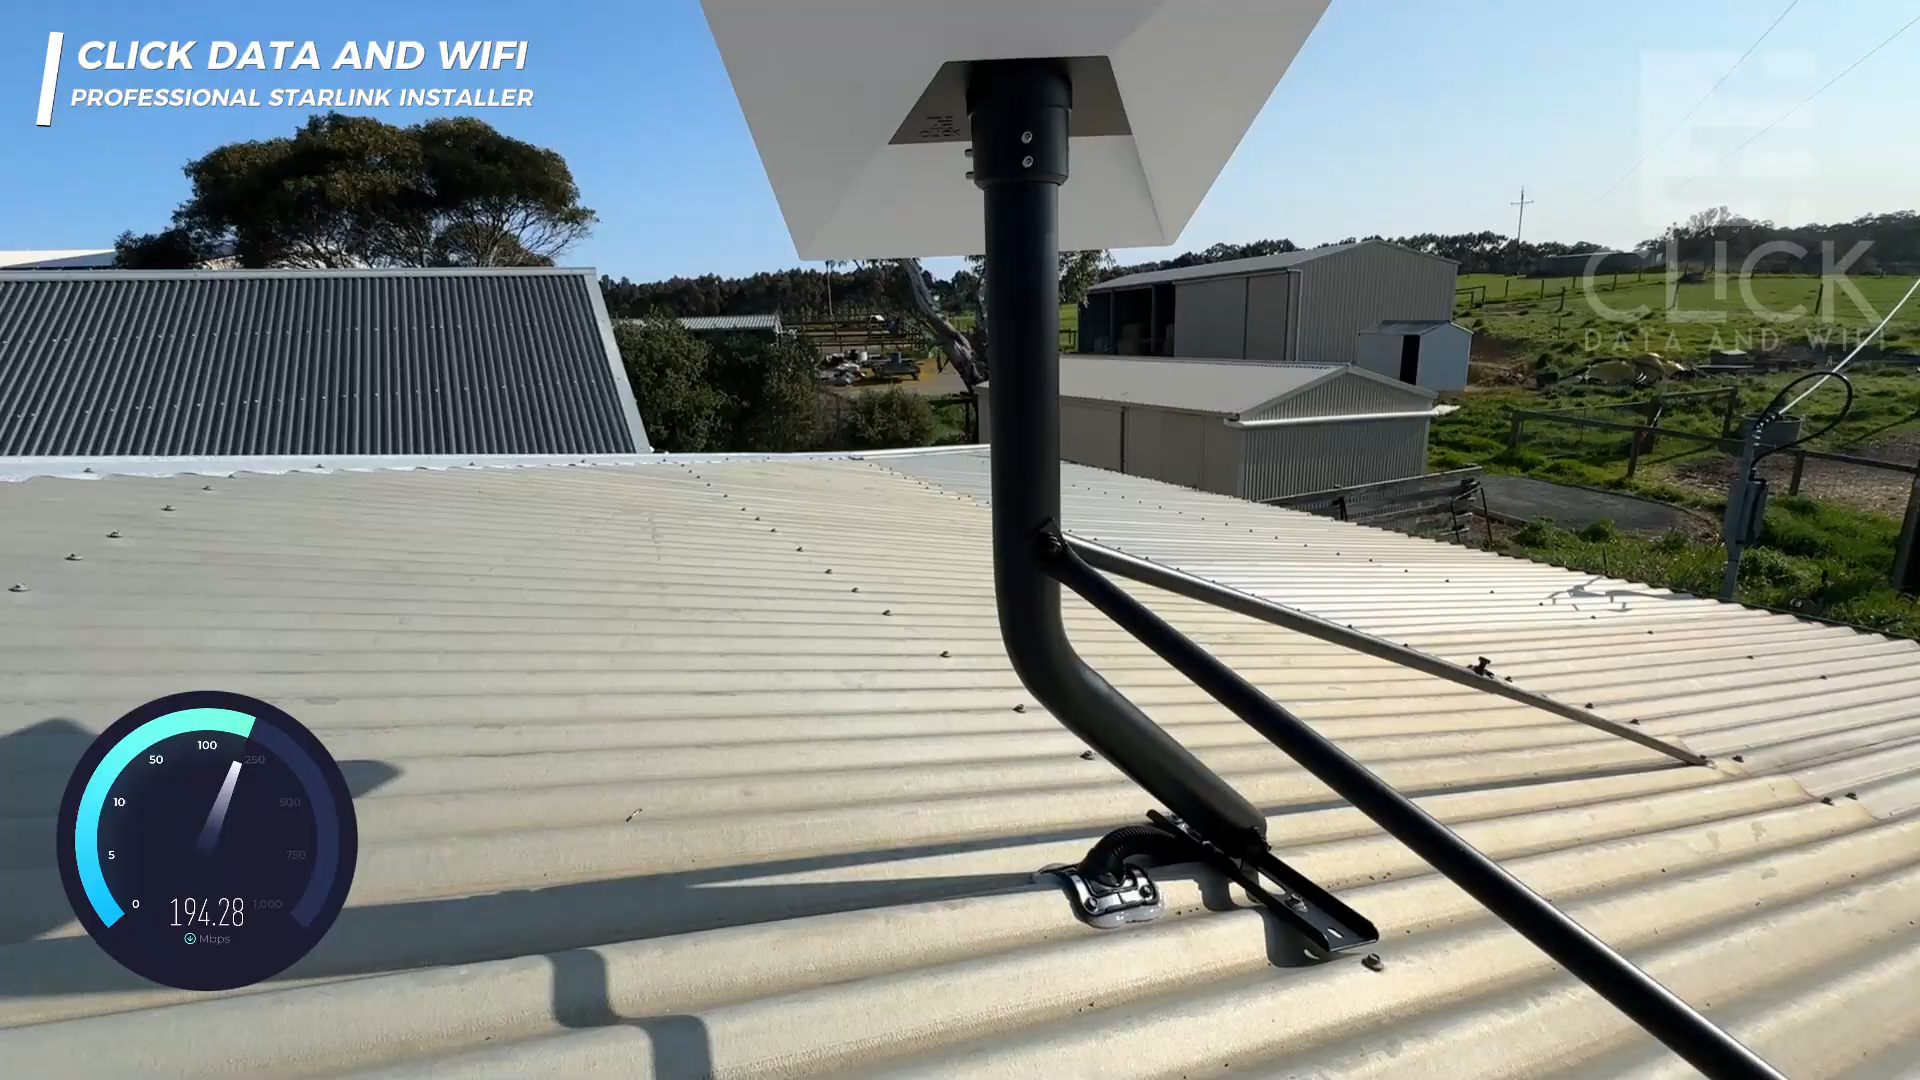 CLICK DATA AND WIFI
PROFESSIONAL STARLINK INSTALLER
CLICK
DATA AND WIFI
100
50
250
10
500
5
750
0
194.28
1,000
Mbps